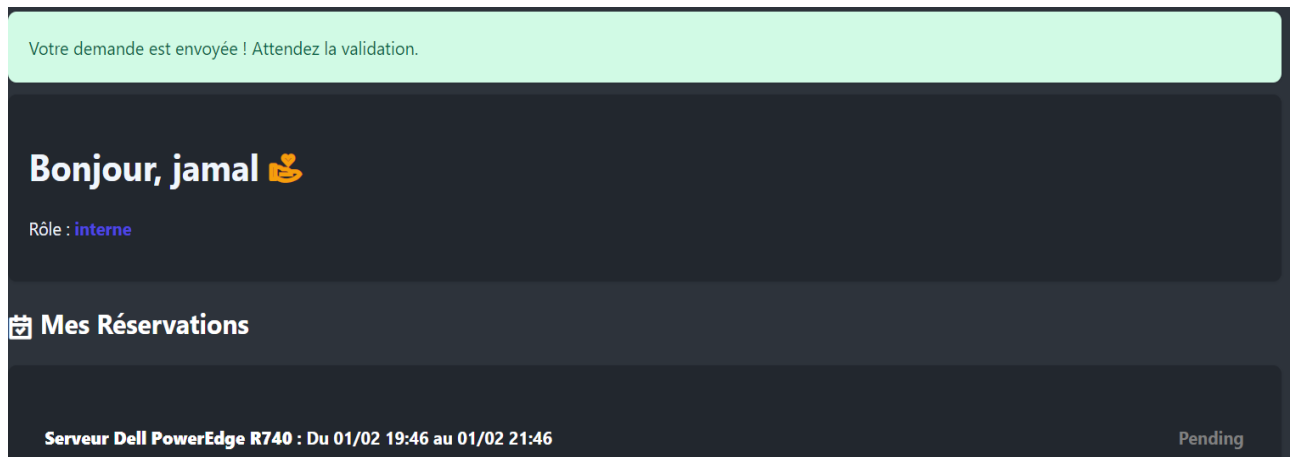 Votre demande est envoyée ! Attendez la validation.
Bonjour, jamal
Rôle : interne
Mes Réservations
Serveur Dell PowerEdge R740 : Du 01/02 19:46 au 01/02 21:46 Pending